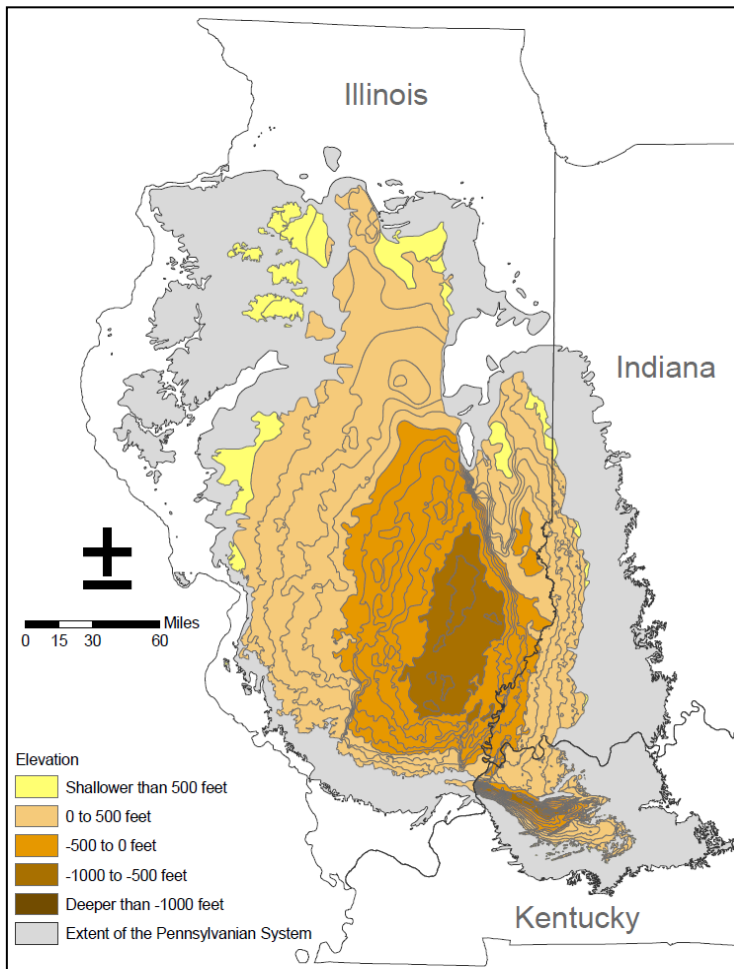 Illinois
Indiana
Miles
0 15 30 60
Elevation
Shallower than 500 feet
0 to 500 feet
-500 to 0 feet
-1000 to -500 feet
Deeper than -1000 feet
Extent of the Pennsylvanian System
Kentucky